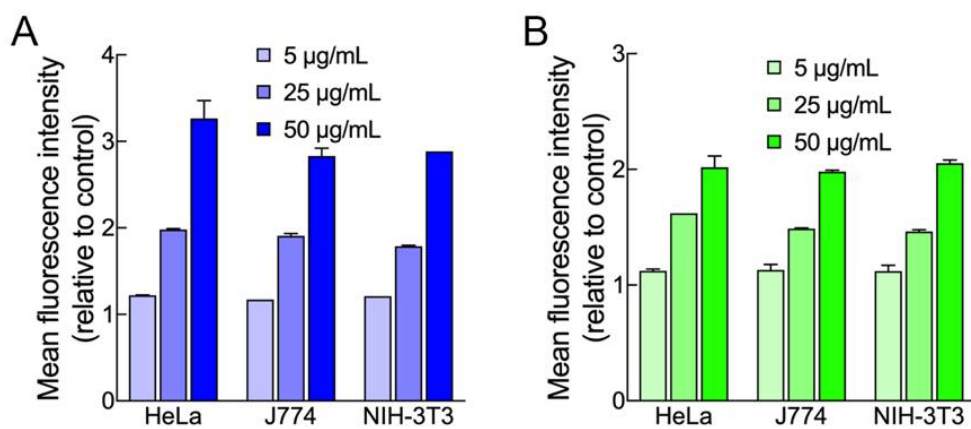 A
Mean fluorescence intensity
(relative to control)
4
3
2
1
0
5 µg/mL
25 µg/mL
50 µg/mL
HeLa
J774
NIH-3T3
B
Mean fluorescence intensity
(relative to control)
3
2
1
0
5 µg/mL
25 µg/mL
50 µg/mL
HeLa
J774
NIH-3T3